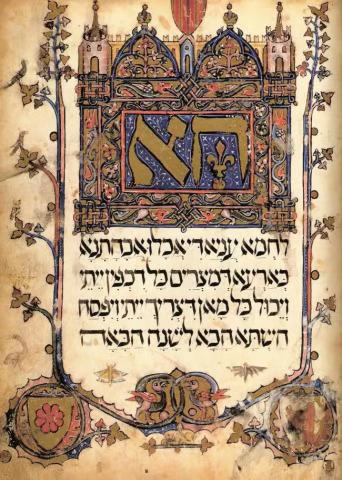 הא
לחמא עניא די אכלו אבהתנא
בארעא דמצרים כל דכפין ייתי
ויכול כל מאן דצריך ייתי ויפסח
השתא הכא לשנה הבאה